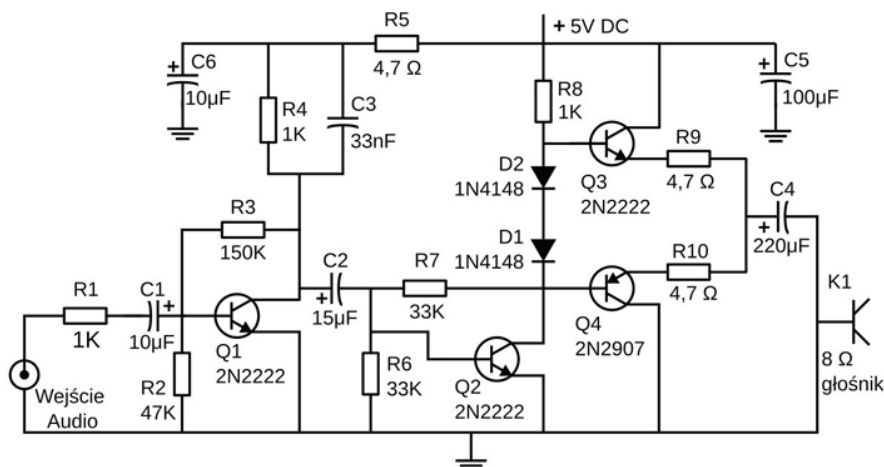 R5
4,7 Ω
+ 5V DC
+ C6
10µF
R4
1K
C3
33nF
R8
1K
+ C5
100µF
D2
1N4148
Q3
2N2222
R9
4,7 Ω
C4
+
220µF
R3
150K
D1
1N4148
R10
4,7 Ω
K1
8 Ω
głośnik
R1
1K
C1 +
10µF
Q1
2N2222
C2
+
15µF
R7
33K
Q4
2N2907
R2
47K
R6
33K
Q2
2N2222
Wejście
Audio